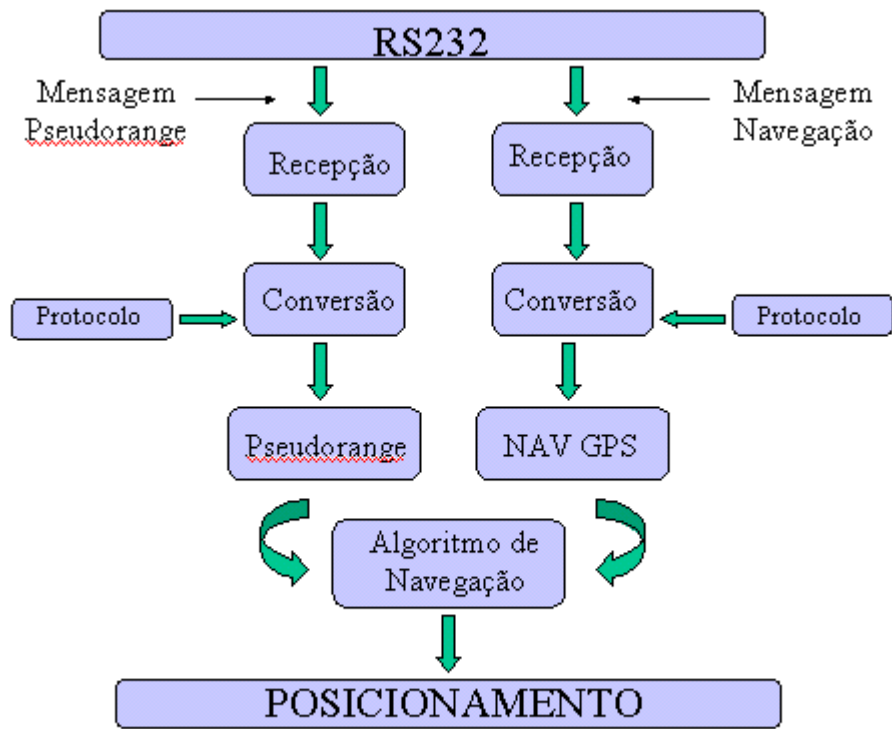 RS232
Mensagem
Pseudorange
Mensagem
Navegação
Recepção
Recepção
Conversão
Conversão
Protocolo
Protocolo
Pseudorange
NAV GPS
Algoritmo de
Navegação
POSICIONAMENTO